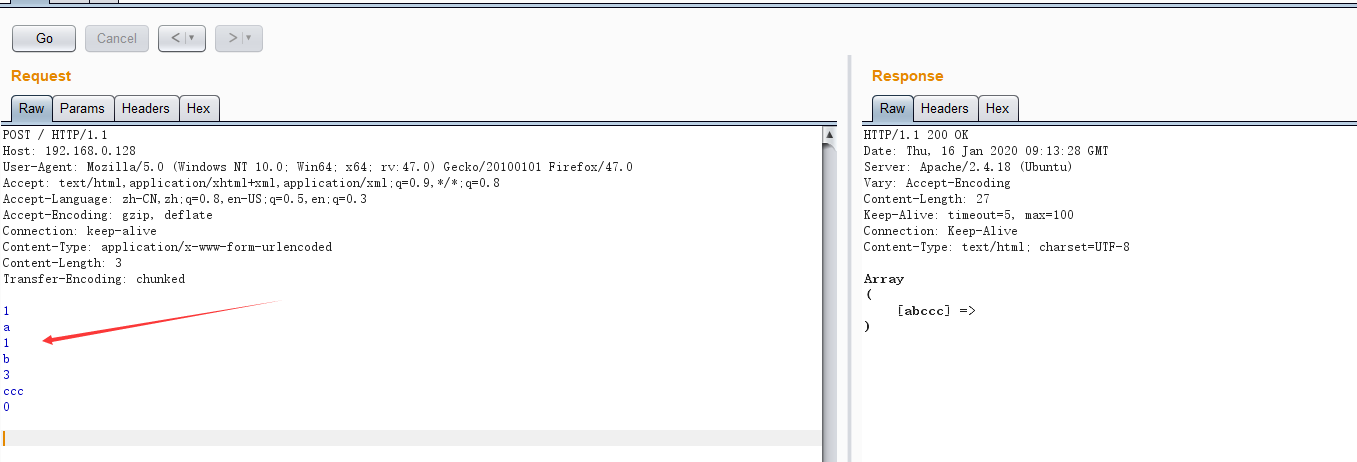 Go
Cancel
<
>
Request
Raw
Params
Headers
Hex
POST / HTTP/1.1
Host: 192.168.0.128
User-Agent: Mozilla/5.0 (Windows NT 10.0; Win64; x64; rv:47.0) Gecko/20100101 Firefox/47.0
Accept: text/html,application/xhtml+xml,application/xml;q=0.9,*/*;q=0.8
Accept-Language: zh-CN,zh;q=0.8,en-US;q=0.5,en;q=0.3
Accept-Encoding: gzip, deflate
Connection: keep-alive
Content-Type: application/x-www-form-urlencoded
Content-Length: 3
Transfer-Encoding: chunked
1
a
1
b
3
ccc
0
Response
Raw
Headers
Hex
HTTP/1.1 200 OK
Date: Thu, 16 Jan 2020 09:13:28 GMT
Server: Apache/2.4.18 (Ubuntu)
Vary: Accept-Encoding
Content-Length: 27
Keep-Alive: timeout=5, max=100
Connection: Keep-Alive
Content-Type: text/html; charset=UTF-8
Array
(
[abccc] =>
)